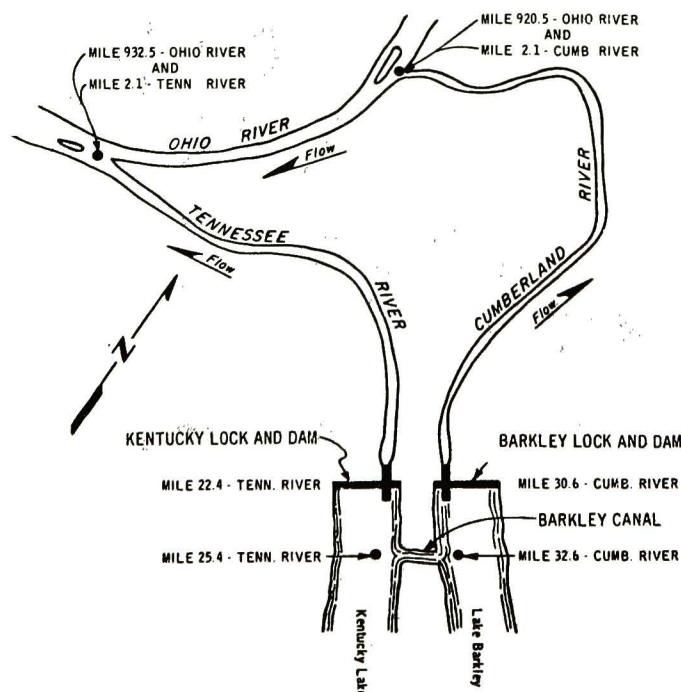 MILE 920.5 - OHIO RIVER
AND
MILE 2.1 - CUMB RIVER
MILE 932.5 - OHIO RIVER
AND
MILE 2.1 - TENN RIVER
OHIO RIVER
Flow
RIVER
TENNESSEE
Flow
RIVER
CUMBERLAND
Flow
N
KENTUCKY LOCK AND DAM
BARKLEY LOCK AND DAM
MILE 22.4 - TENN. RIVER
MILE 30.6 - CUMB. RIVER
BARKLEY CANAL
MILE 25.4 - TENN. RIVER
MILE 32.6 - CUMB. RIVER
Kentucky Lake
Lake Barkley